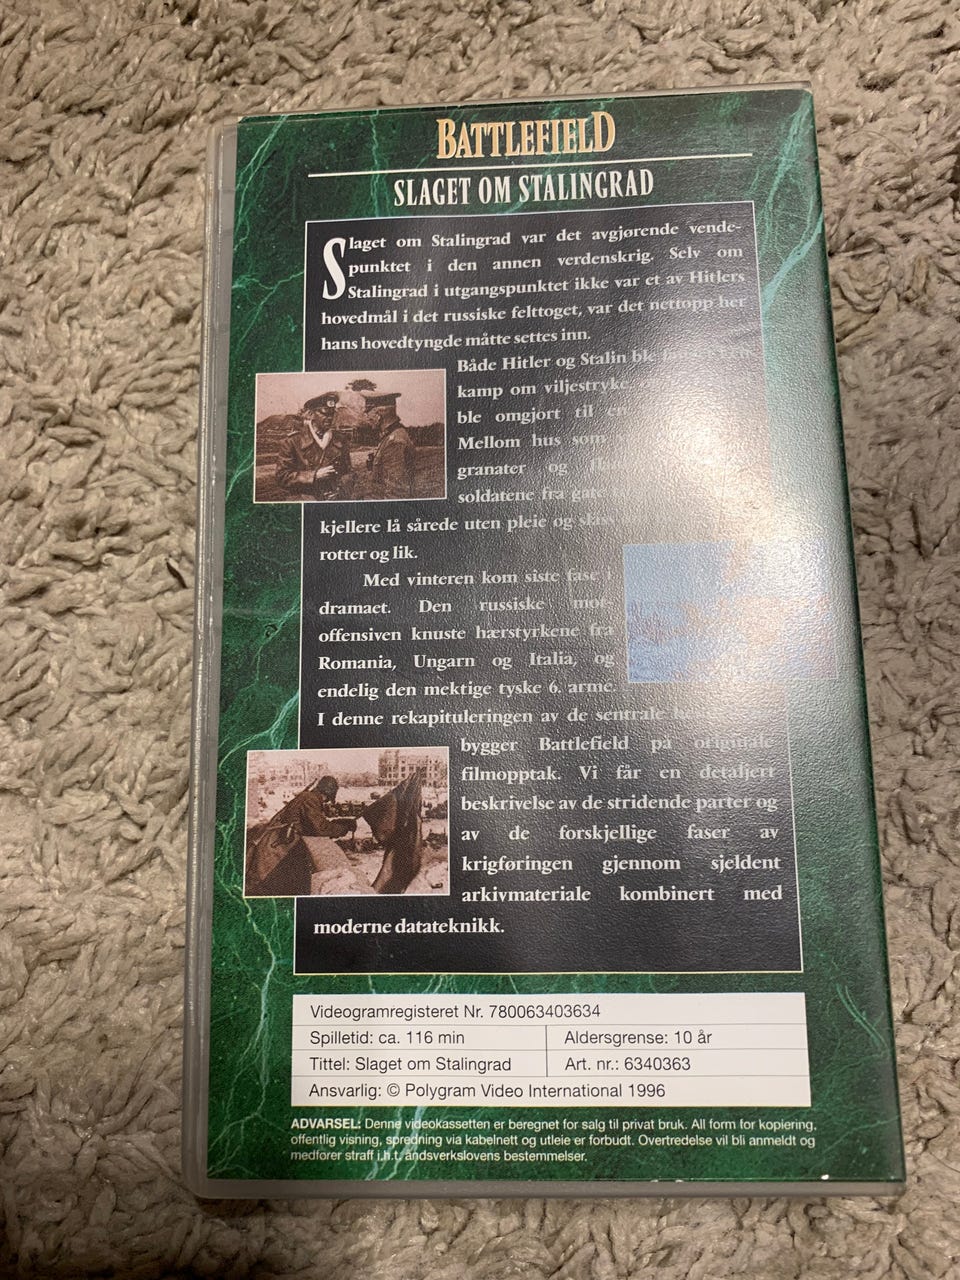 BATTLEFIELD
SLAGET OM STALINGRAD
Slaget om Stalingrad var det avgjørende vende-
punktet i den annen verdenskrig. Selv om
Stalingrad i utgangspunktet ikke var et av Hitlers
hovedmål i det russiske felttoget, var det nettopp her
hans hovedtyngde måtte settes inn.
Både Hitler og Stalin ble
kamp om viljestryke,
ble omgjort til en
Mellom hus som
granater og
soldatene fra gate
kjellere lå sårede uten pleie og slåss
rotter og lik.
Med vinteren kom siste fase i
dramaet. Den russiske mot-
offensiven knuste hærstyrkene fra
Romania, Ungarn og Italia, og
endelig den mektige tyske 6. arme.
I denne rekapituleringen av de sentrale
bygger Battlefield på originale
filmopptak. Vi får en detaljert
beskrivelse av de stridende parter og
av de forskjellige faser av
krigføringen gjennom sjeldent
arkivmateriale kombinert med
moderne datateknikk.
Videogramregisteret Nr. 780063403634
Spilletid: ca. 116 min Aldersgrense: 10 år
Tittel: Slaget om Stalingrad Art. nr.: 6340363
Ansvarlig: © Polygram Video International 1996
ADVARSEL: Denne videokassetten er beregnet for salg til privat bruk. All form for kopiering,
offentlig visning, spredning via kabelnett og utleie er forbudt. Overtredelse vil bli anmeldt og
medfører straff i.h.t. åndsverkslovens bestemmelser.